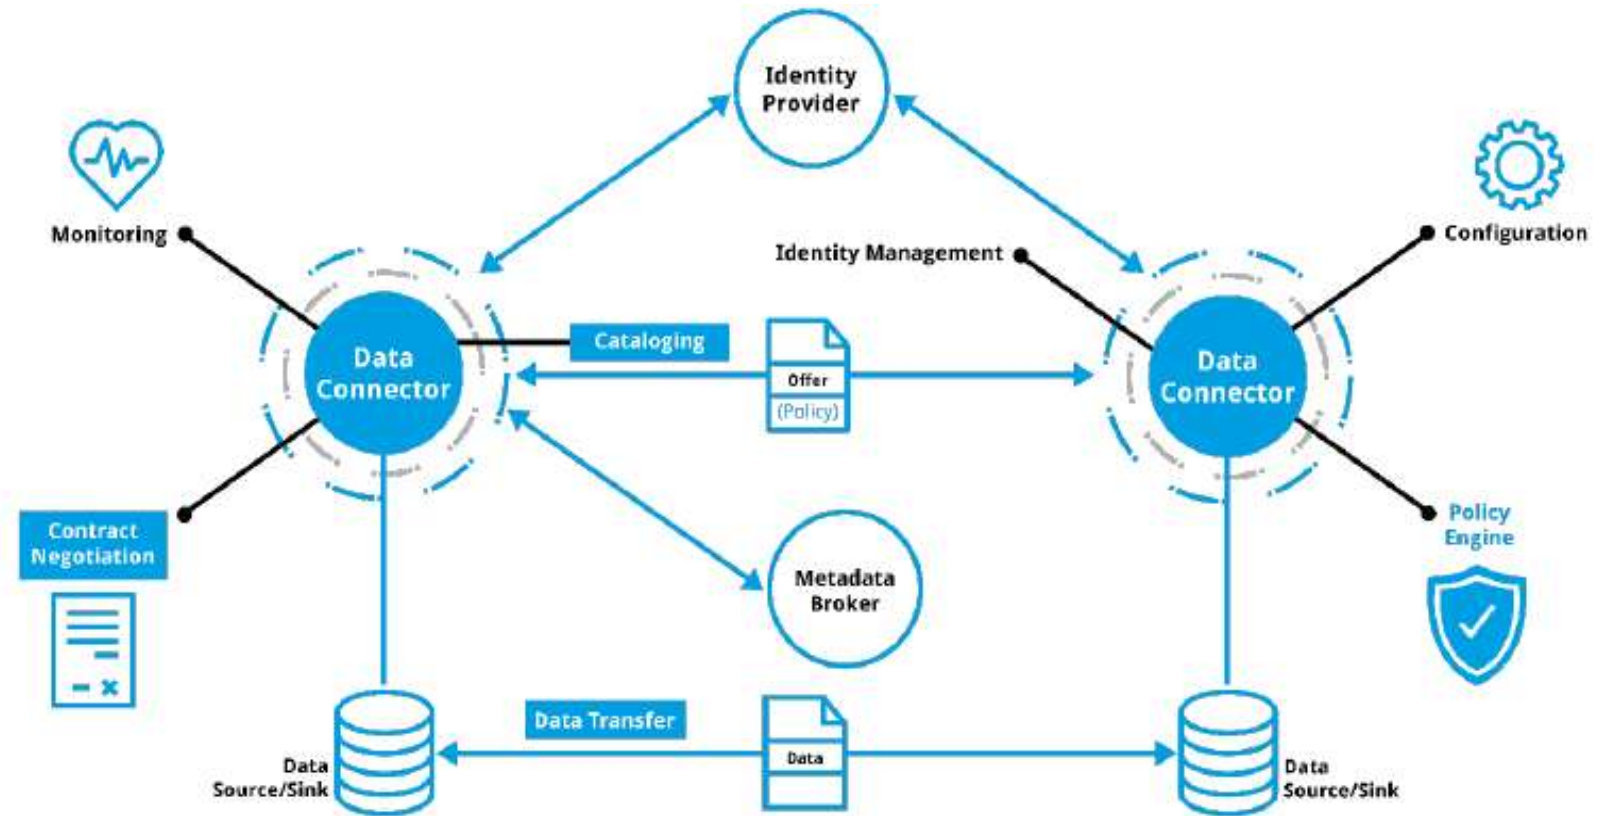 Identity
Provider
Monitoring
Configuration
Identity Management
Cataloging
Data
Connector
Offer
(Policy)
Data
Connector
Contract
Negotiation
Policy
Engine
Metadata
Broker
Data Transfer
Data
Data
Source/Sink
Data
Source/Sink